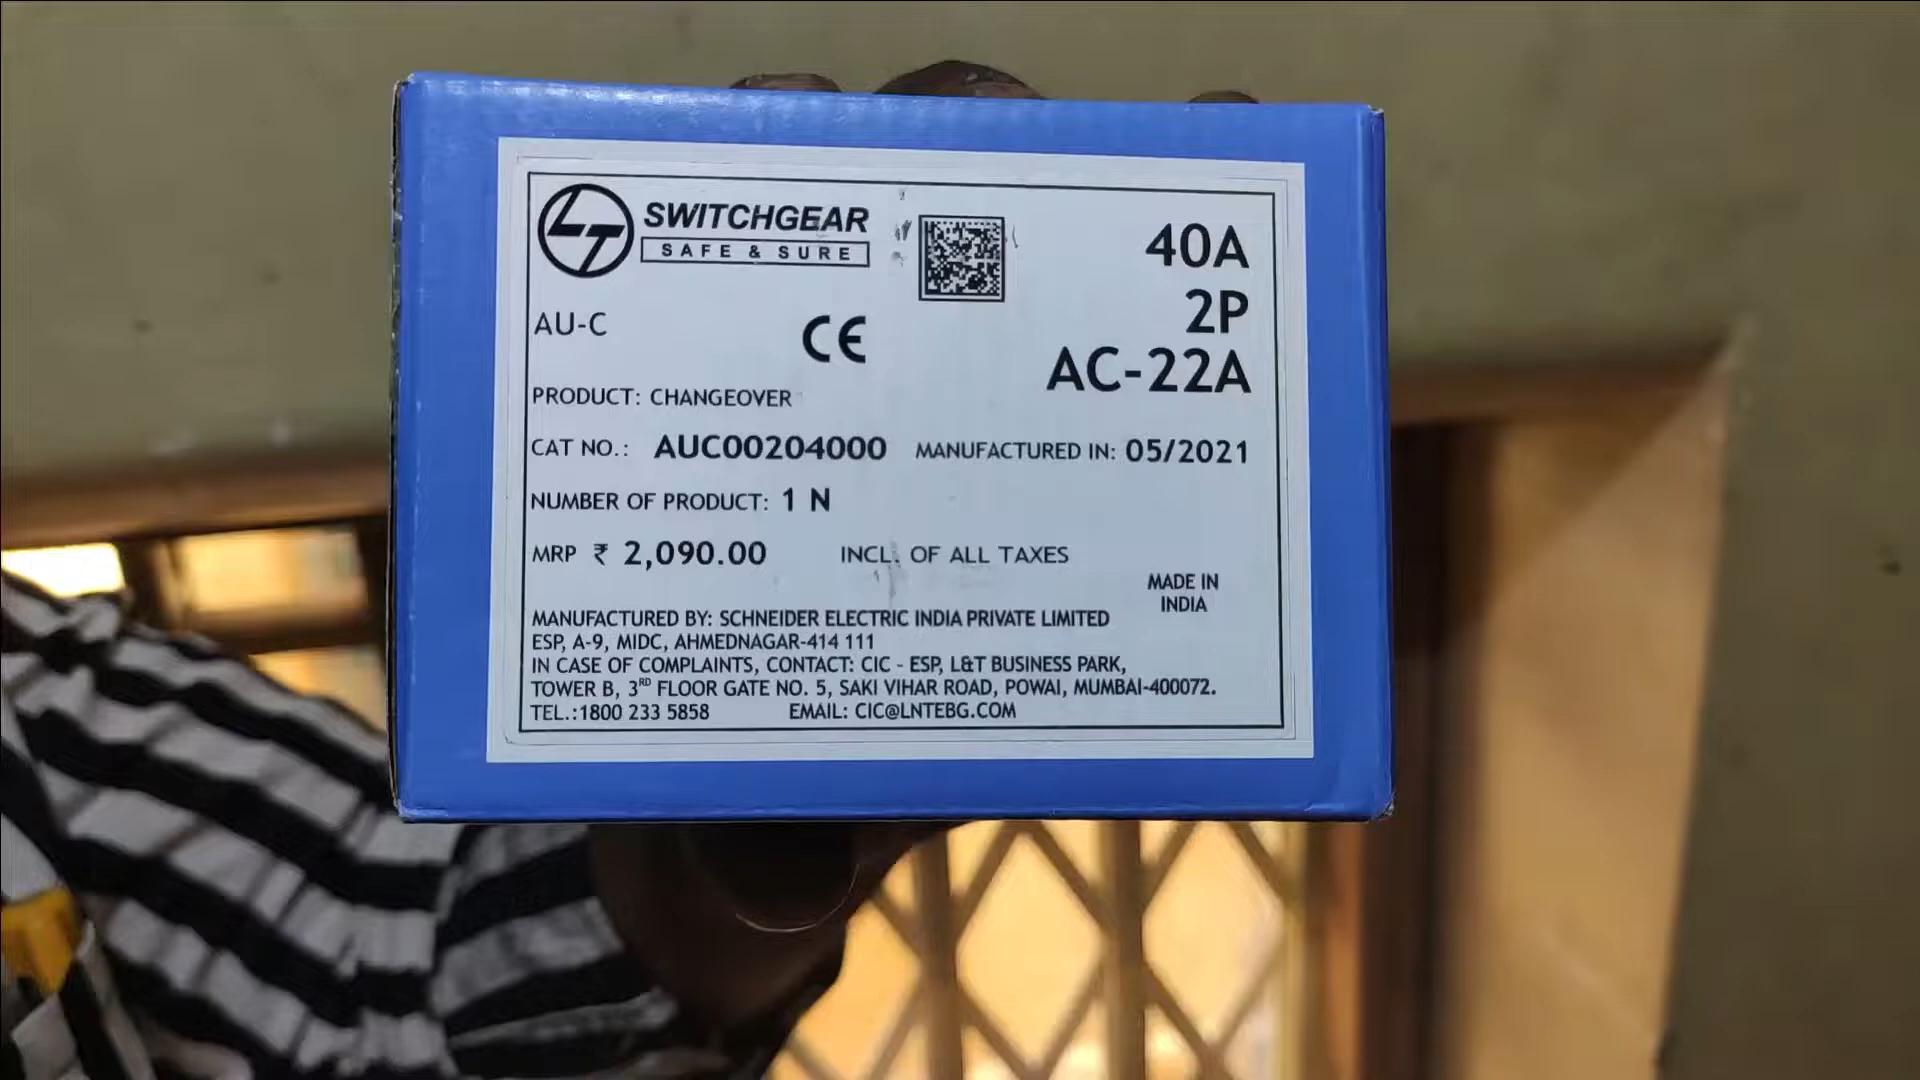 LT SWITCHGEAR
SAFE & SURE
40A
2P
AU-C
CE
AC-22A
PRODUCT: CHANGEOVER
CAT NO.: AUC00204000 MANUFACTURED IN: 05/2021
NUMBER OF PRODUCT: 1 N
MRP ₹ 2,090.00 INCL. OF ALL TAXES
MADE IN
INDIA
MANUFACTURED BY: SCHNEIDER ELECTRIC INDIA PRIVATE LIMITED
ESP, A-9, MIDC, AHMEDNAGAR-414 111
IN CASE OF COMPLAINTS, CONTACT: CIC - ESP, L&T BUSINESS PARK,
TOWER B, 3RD FLOOR GATE NO. 5, SAKI VIHAR ROAD, POWAI, MUMBAI-400072.
TEL.:1800 233 5858 EMAIL: CIC@LNTEBG.COM